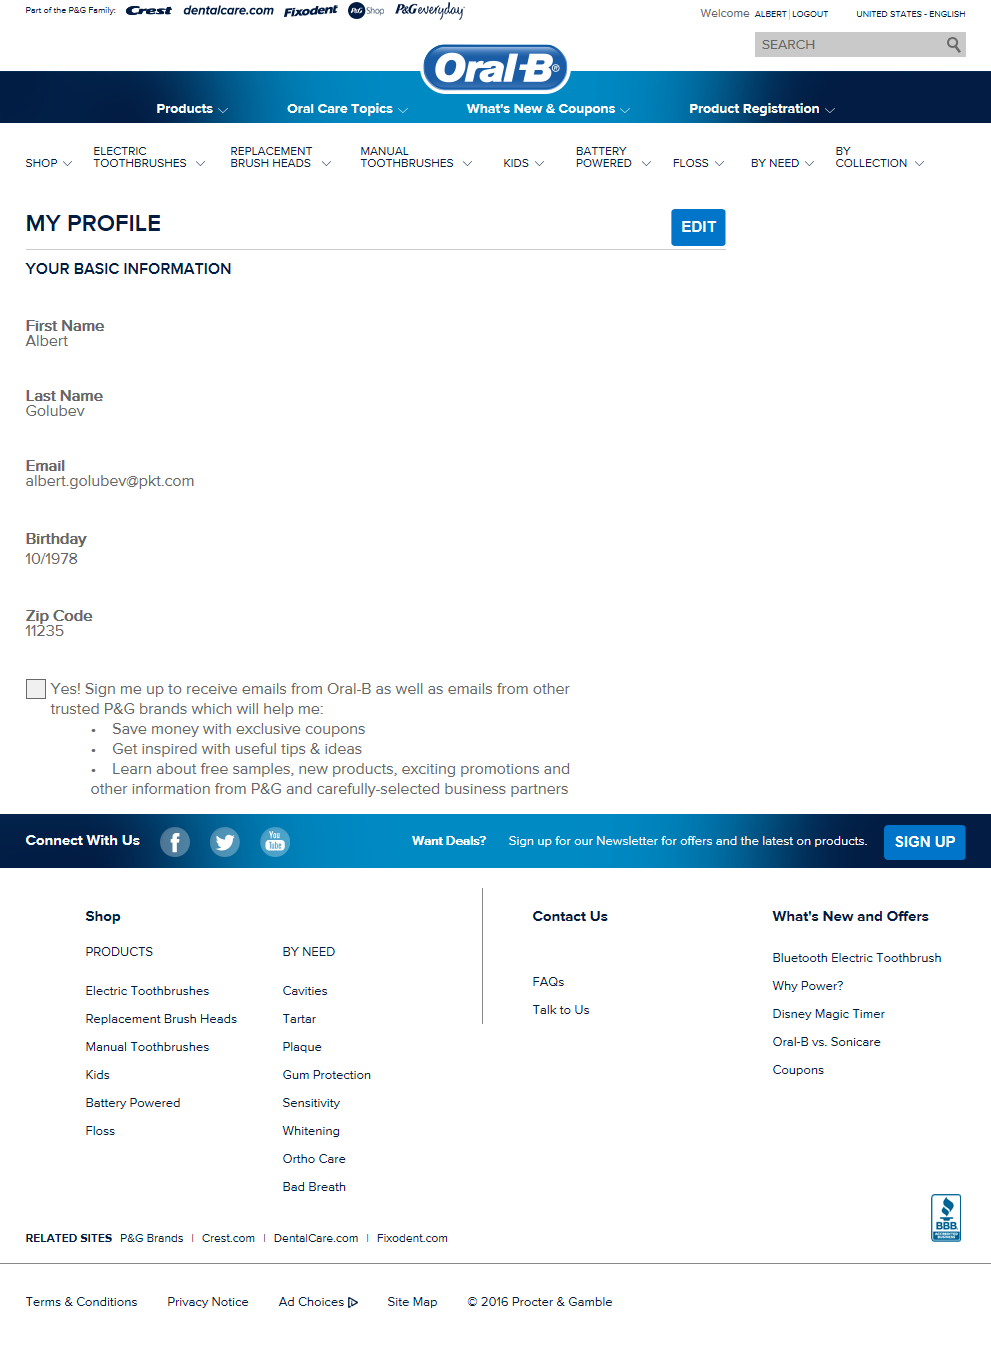 Part of the P&G Family: Crest dentalcare.com Fixodent P&G Shop P&G everyday
Welcome ALBERT | LOGOUT UNITED STATES - ENGLISH
SEARCH
Oral-B®
Products Oral Care Topics What's New & Coupons Product Registration
SHOP ELECTRIC TOOTHBRUSHES REPLACEMENT BRUSH HEADS MANUAL TOOTHBRUSHES KIDS BATTERY POWERED FLOSS BY NEED BY COLLECTION
MY PROFILE EDIT
YOUR BASIC INFORMATION
First Name
Albert
Last Name
Golubev
Email
albert.golubev@pkt.com
Birthday
10/1978
Zip Code
11235
Yes! Sign me up to receive emails from Oral-B as well as emails from other
trusted P&G brands which will help me:
• Save money with exclusive coupons
• Get inspired with useful tips & ideas
• Learn about free samples, new products, exciting promotions and
other information from P&G and carefully-selected business partners
Connect With Us f You Tube Want Deals? Sign up for our Newsletter for offers and the latest on products. SIGN UP
Shop
PRODUCTS
Electric Toothbrushes
Replacement Brush Heads
Manual Toothbrushes
Kids
Battery Powered
Floss
BY NEED
Cavities
Tartar
Plaque
Gum Protection
Sensitivity
Whitening
Ortho Care
Bad Breath
Contact Us
FAQs
Talk to Us
What's New and Offers
Bluetooth Electric Toothbrush
Why Power?
Disney Magic Timer
Oral-B vs. Sonicare
Coupons
BBB
ACCREDITED
BUSINESS
RELATED SITES P&G Brands | Crest.com | DentalCare.com | Fixodent.com
Terms & Conditions Privacy Notice Ad Choices Site Map © 2016 Procter & Gamble